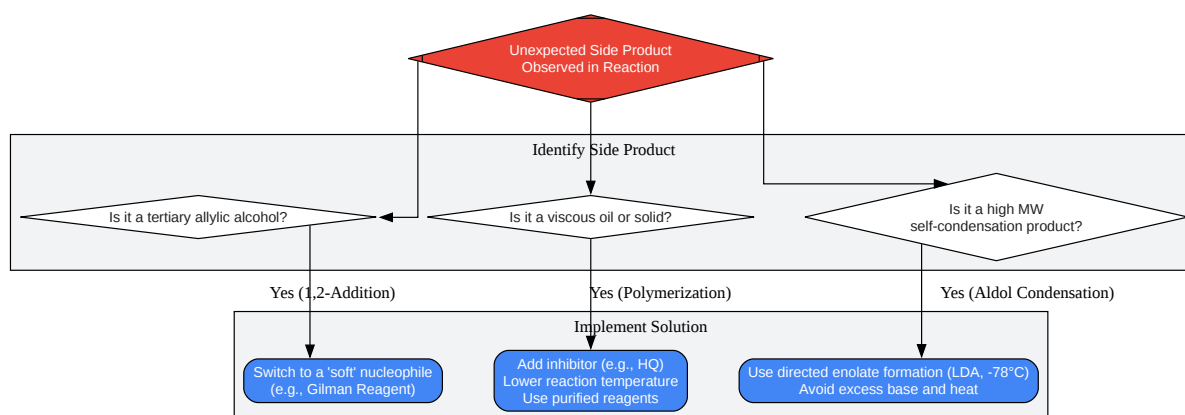 Unexpected Side Product
Observed in Reaction
Identify Side Product
Is it a tertiary allylic alcohol?
Is it a viscous oil or solid?
Is it a high MW
self-condensation product?
Yes (1,2-Addition)
Yes (Polymerization)
Yes (Aldol Condensation)
Implement Solution
Switch to a 'soft' nucleophile
(e.g., Gilman Reagent)
Add inhibitor (e.g., HQ)
Lower reaction temperature
Use purified reagents
Use directed enolate formation (LDA, -78°C)
Avoid excess base and heat